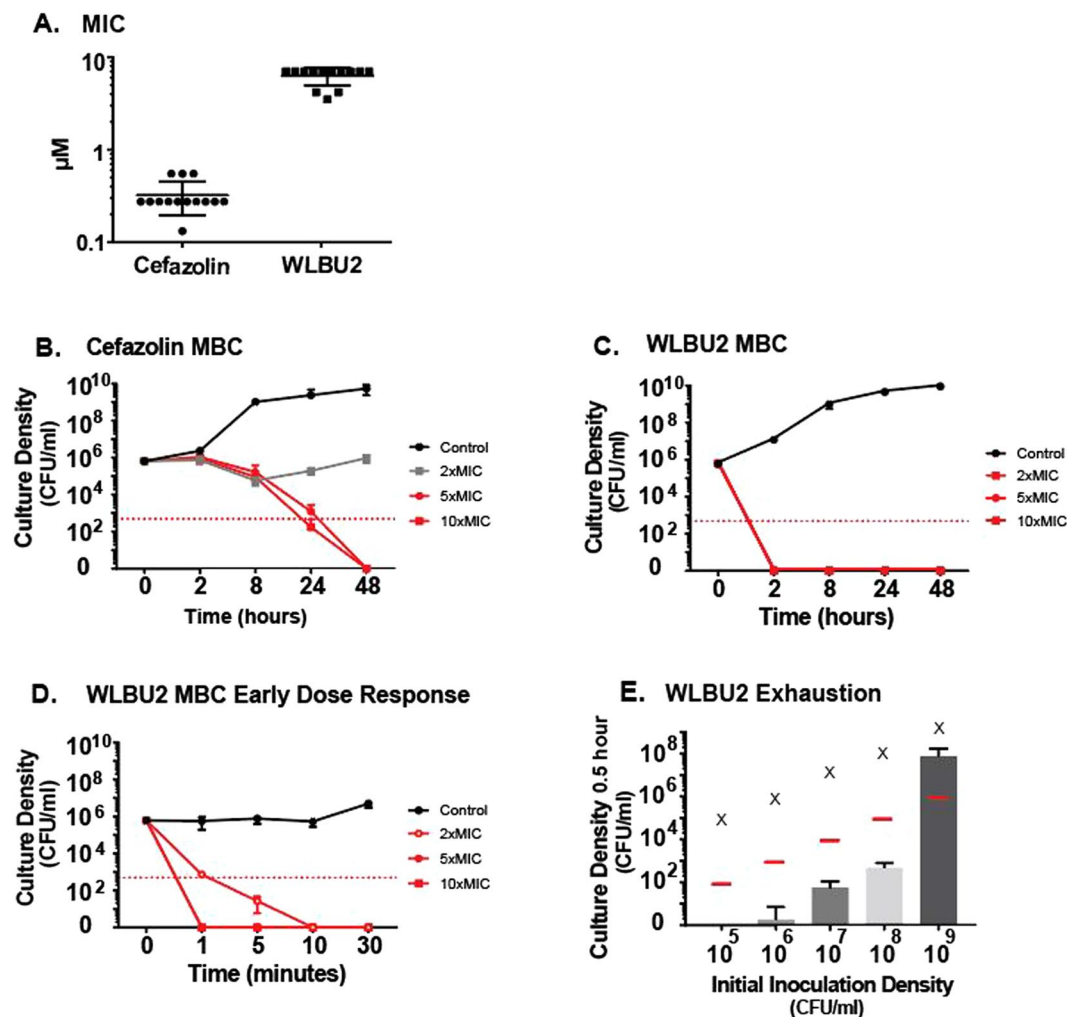 A. MIC
µM
10
1
0.1
Cefazolin WLBU2
B. Cefazolin MBC
Culture Density
(CFU/ml)
10^10
10^8
10^6
10^4
10^2
0
0 2 8 24 48
Time (hours)
Control
2xMIC
5xMIC
10xMIC
C. WLBU2 MBC
Culture Density
(CFU/ml)
10^10
10^8
10^6
10^4
10^2
0
0 2 8 24 48
Time (hours)
Control
2xMIC
5xMIC
10xMIC
D. WLBU2 MBC Early Dose Response
Culture Density
(CFU/ml)
10^10
10^8
10^6
10^4
10^2
0
0 1 5 10 30
Time (minutes)
Control
2xMIC
5xMIC
10xMIC
E. WLBU2 Exhaustion
Culture Density 0.5 hour
(CFU/ml)
10^8
10^6
10^4
10^2
0
X X X X X
10^5 10^6 10^7 10^8 10^9
Initial Inoculation Density
(CFU/ml)